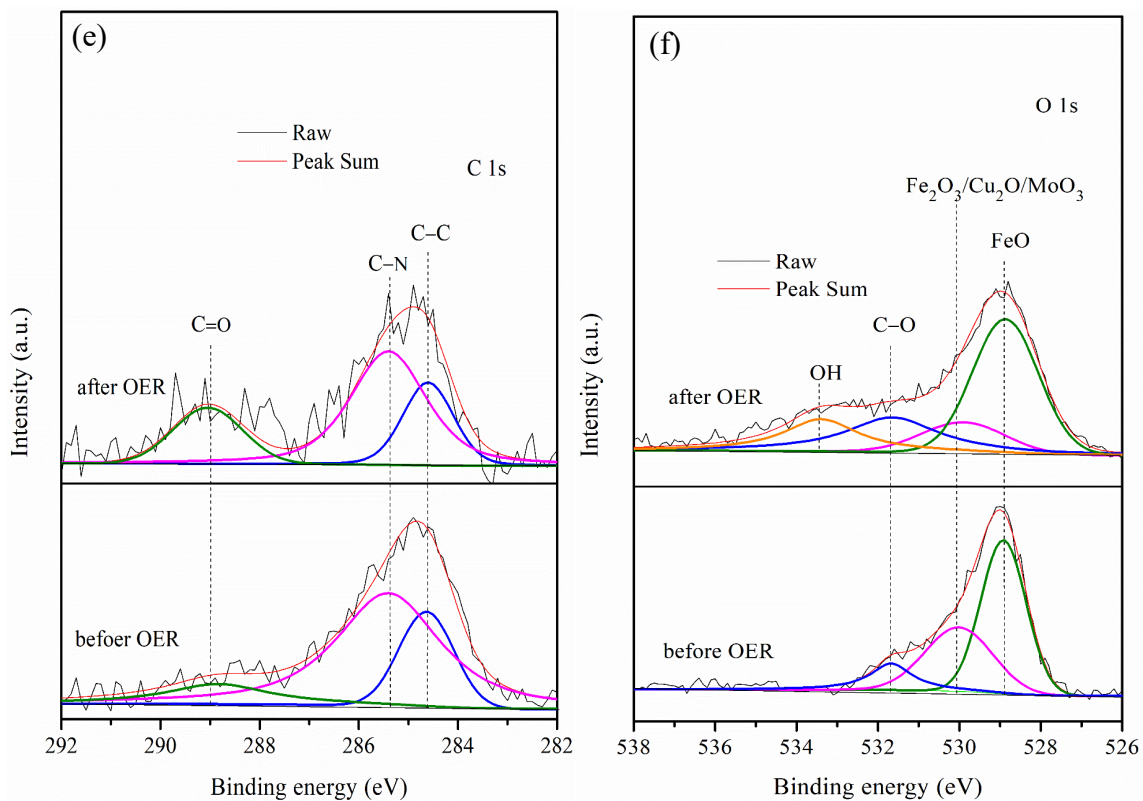 (e)
Raw
Peak Sum
C 1s
C–C
C–N
C=O
after OER
befoer OER
Intensity (a.u.)
292 290 288 286 284 282
Binding energy (eV)
(f)
O 1s
Fe2O3/Cu2O/MoO3
FeO
Raw
Peak Sum
C–O
OH
after OER
before OER
Intensity (a.u.)
538 536 534 532 530 528 526
Binding energy (eV)